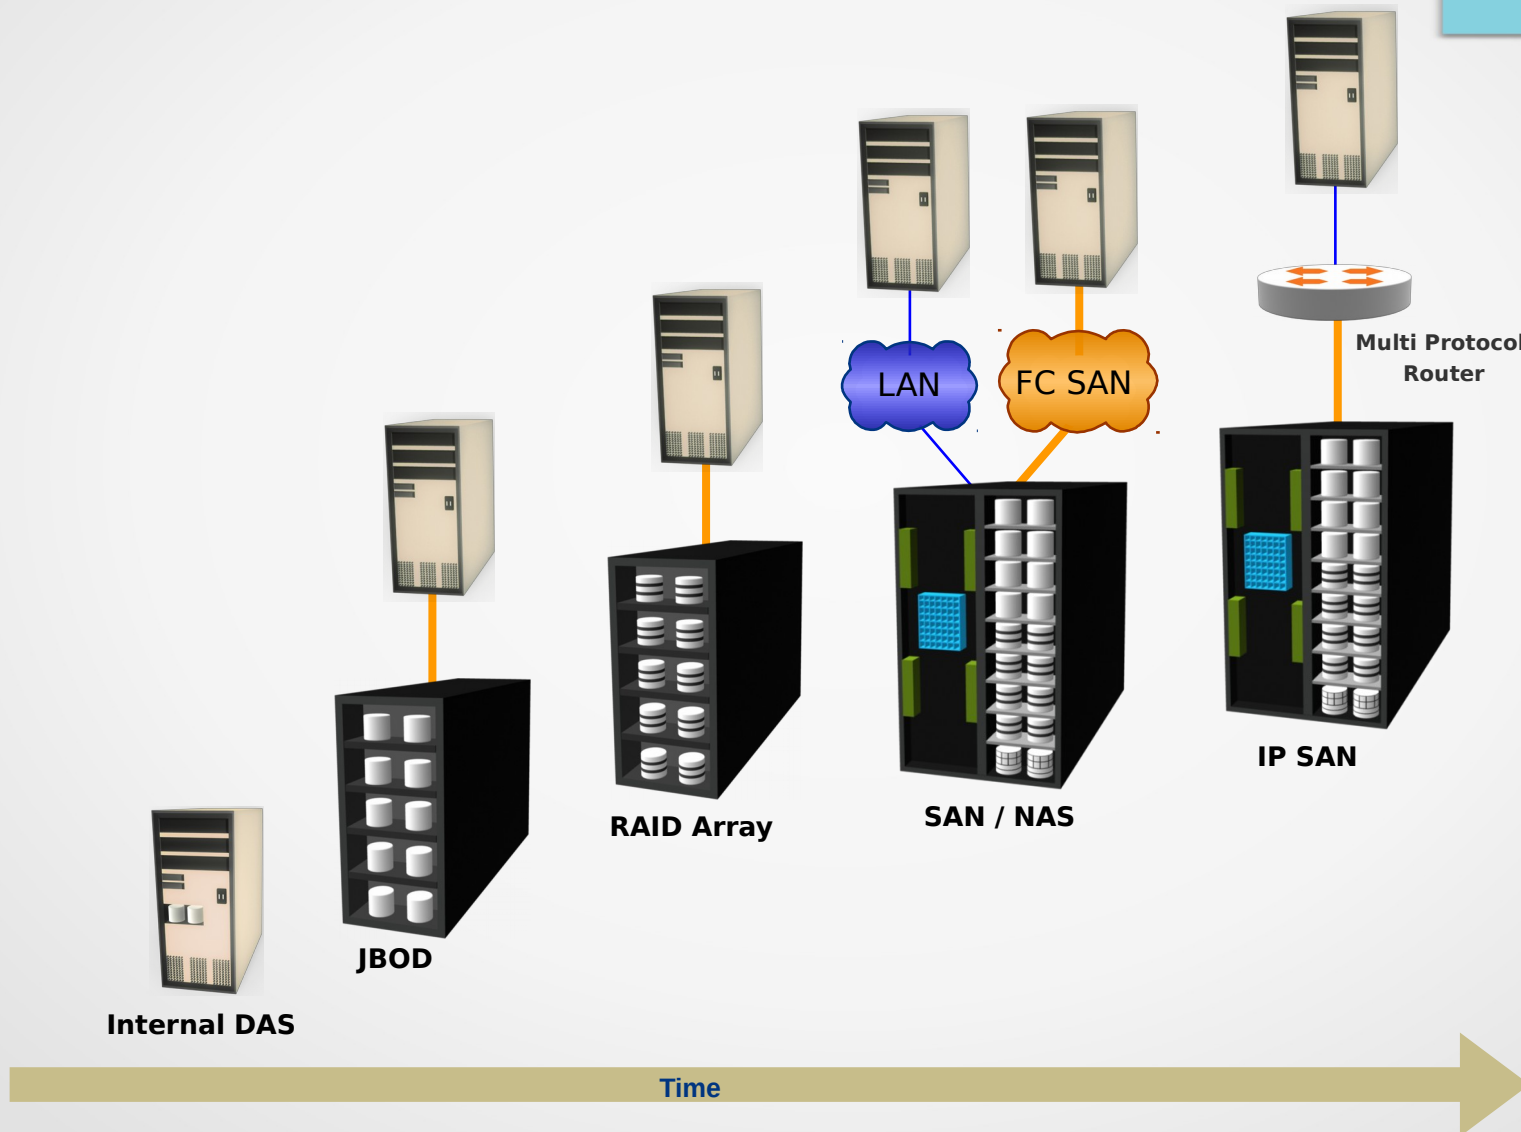 LAN
FC SAN
Multi Protocol
Router
IP SAN
SAN / NAS
RAID Array
JBOD
Internal DAS
Time